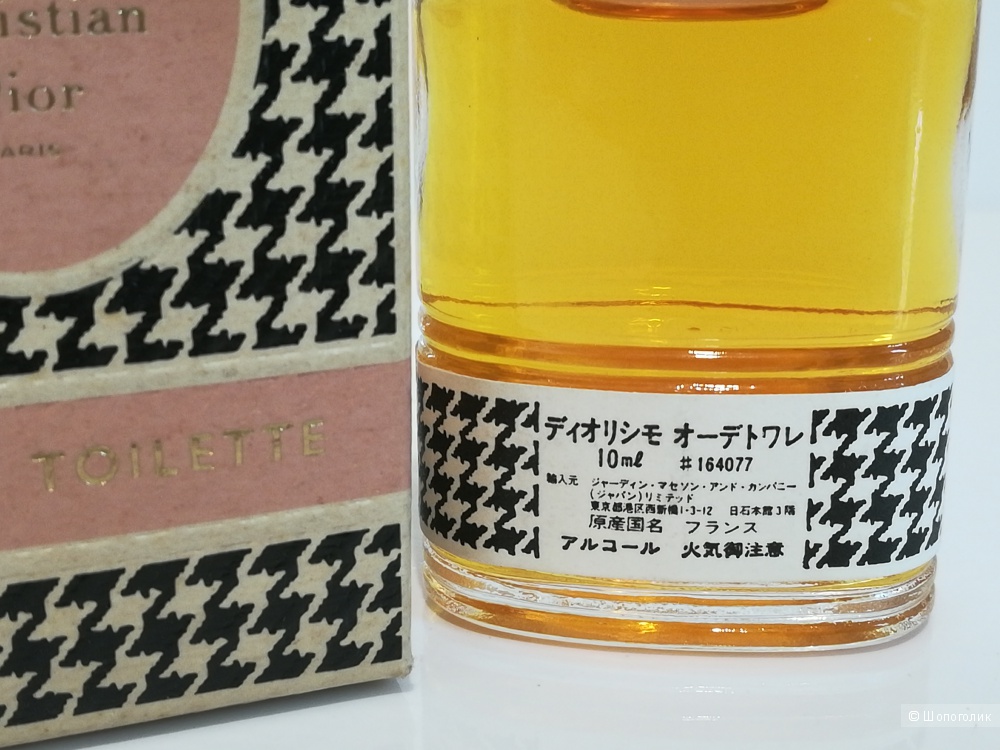 istian
ior
ARIS
TOILETTE
ディオリシモ オーデトワレ
10ml #164077
輸入元 ジャーディン・マセソン・アンド・カンパニー
(ジャパン)リミテッド
東京都港区西新橋1-3-12 日石本館3階
原産国名 フランス
アルコール 火気御注意
© Шопоголик